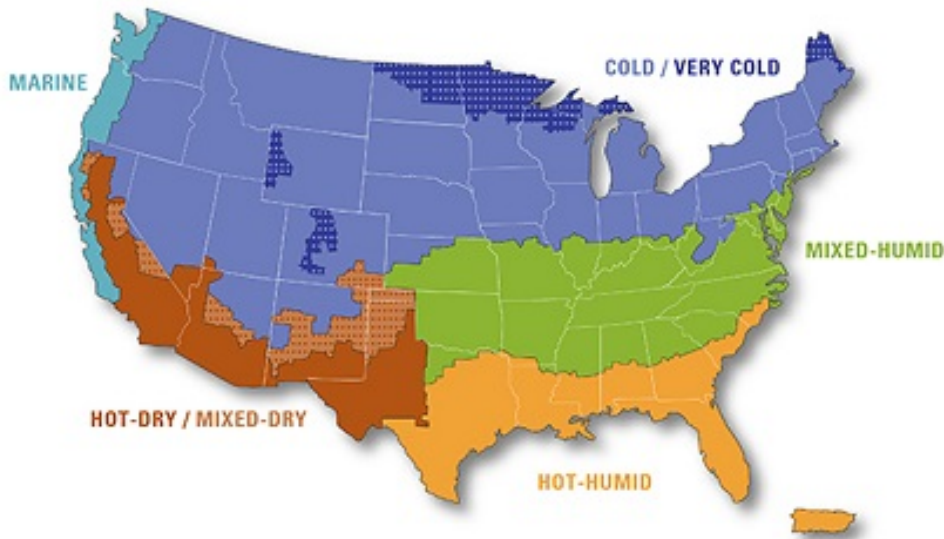 MARINE
COLD / VERY COLD
MIXED-HUMID
HOT-DRY / MIXED-DRY
HOT-HUMID